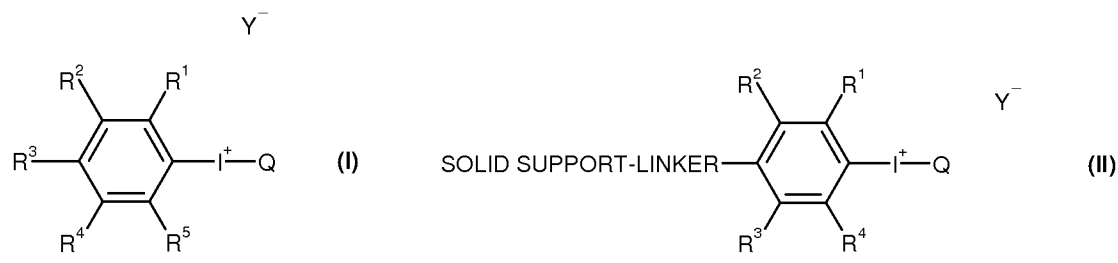 Y⁻
R² R¹
R³ I⁺ Q (I)
R⁴ R⁵
Y⁻
R² R¹
SOLID SUPPORT-LINKER I⁺ Q (II)
R³ R⁴